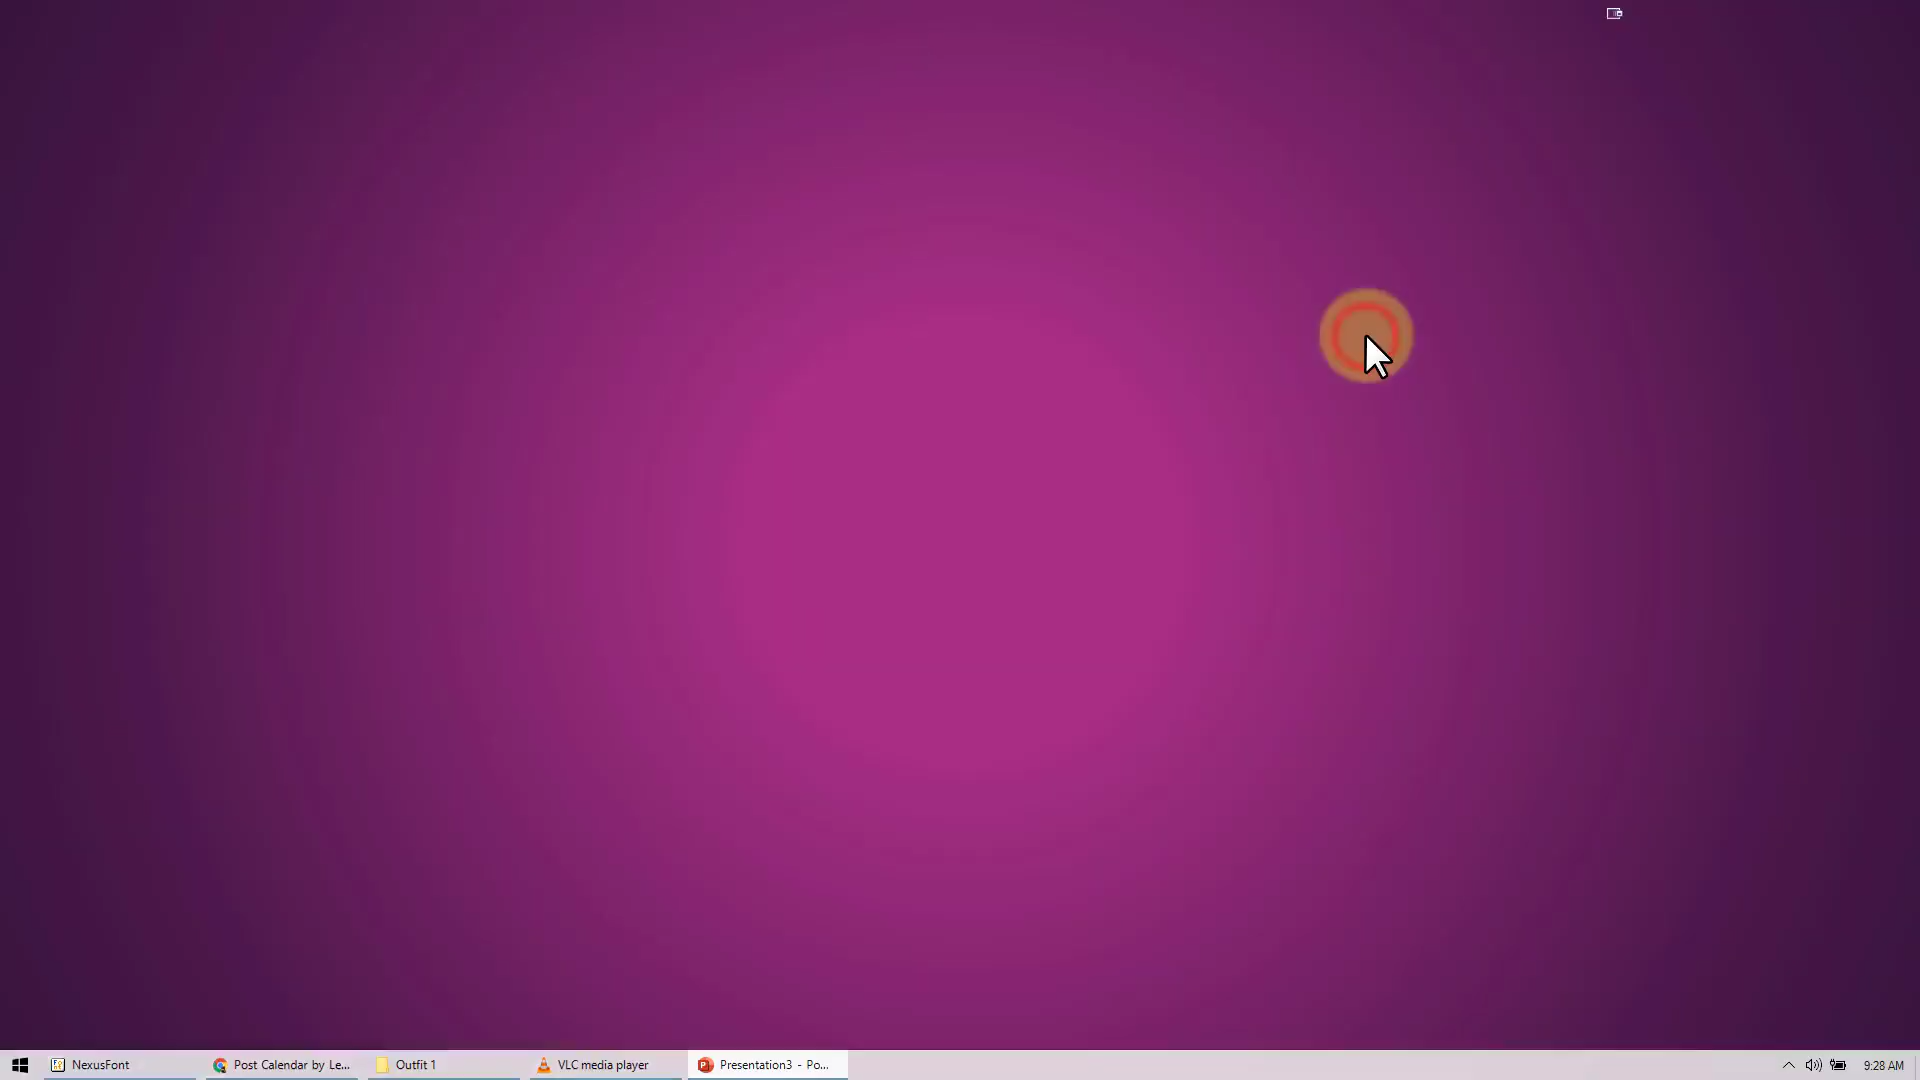 NexusFont
Post Calendar by Le...
Outfit 1
VLC media player
Presentation3 - Po...
9:28 AM